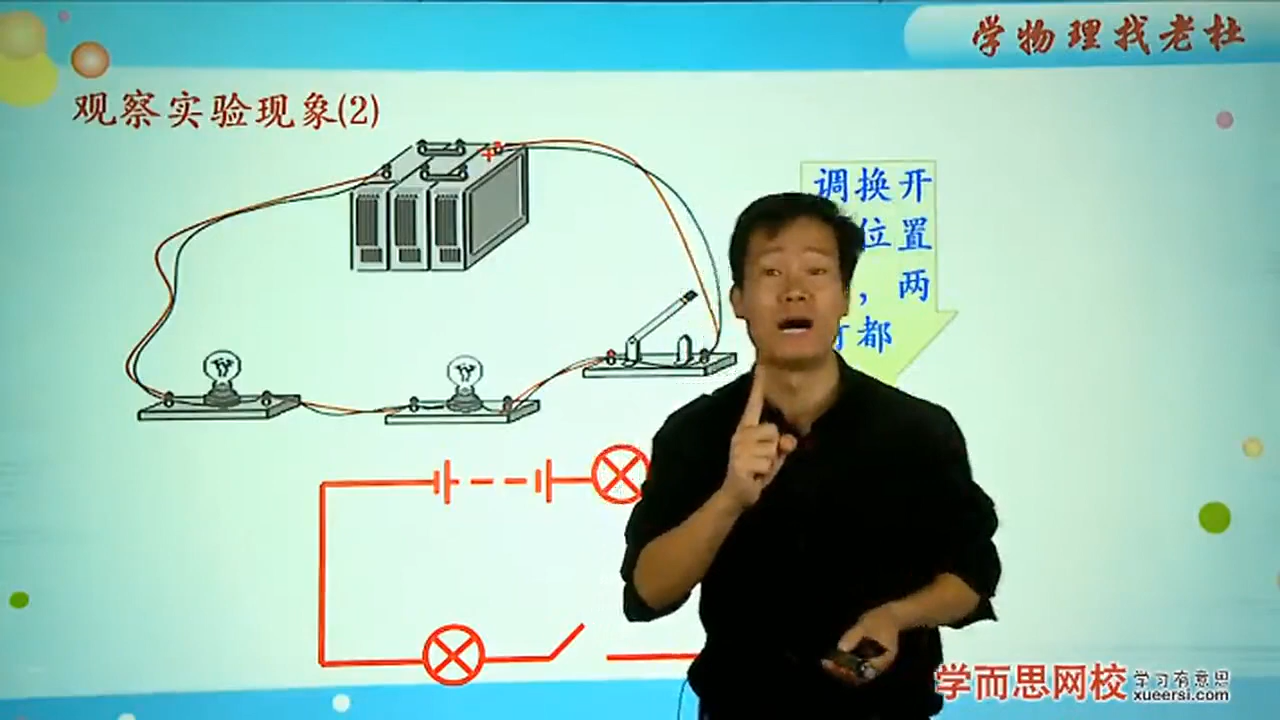 学物理找老杜
观察实验现象(2)
调换开
位置
，两
都
学而思网校
学习有意思
xueersi.com